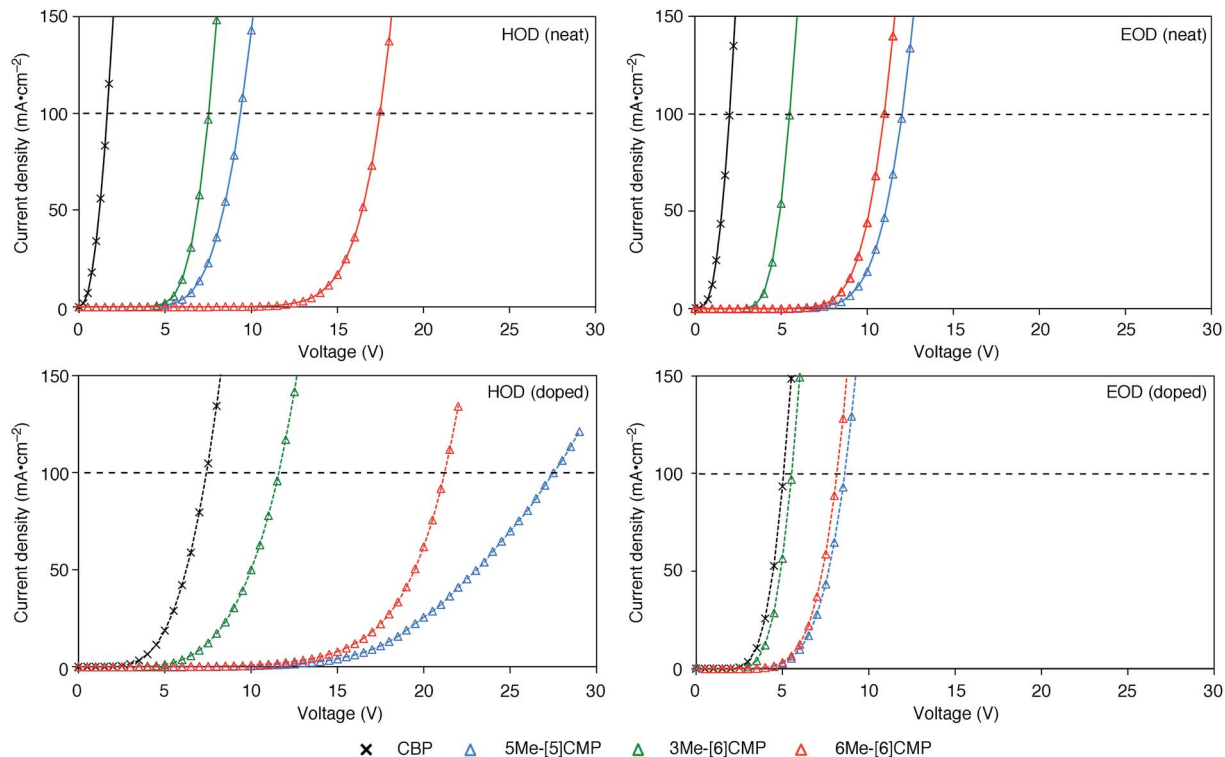 150
100
50
0
Current density (mA•cm⁻²)
HOD (neat)
0 5 10 15 20 25 30
Voltage (V)
150
100
50
0
Current density (mA•cm⁻²)
EOD (neat)
0 5 10 15 20 25 30
Voltage (V)
150
100
50
0
Current density (mA•cm⁻²)
HOD (doped)
0 5 10 15 20 25 30
Voltage (V)
150
100
50
0
Current density (mA•cm⁻²)
EOD (doped)
0 5 10 15 20 25 30
Voltage (V)
CBP 5Me-[5]CMP 3Me-[6]CMP 6Me-[6]CMP